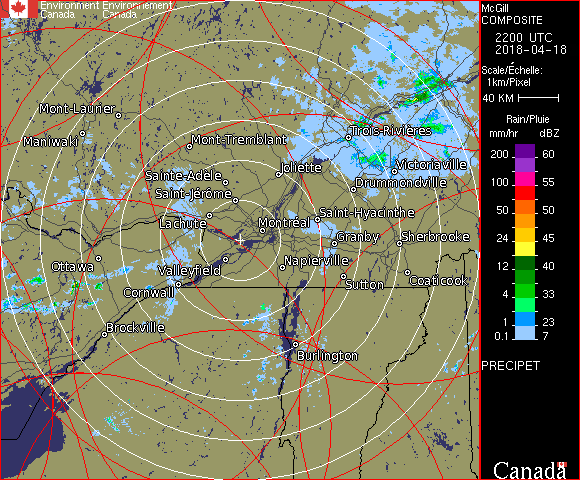 Environment Environnement
Canada Canada
McGill
COMPOSITE
2200 UTC
2018-04-18
Scale/Échelle:
1km/Pixel
40 KM
Rain/Pluie
mm/hr dBZ
200 60
100 55
50 50
24 45
12 40
4 33
1 23
0.1 7
PRECIPET
Canada
Mont-Laurier
Maniwaki
Mont-Tremblant
Trois-Rivières
Joliette
Victoriaville
Sainte-Adèle
Drummondville
Saint-Jérôme
Saint-Hyacinthe
Lachute
Montréal
Granby
Sherbrooke
Ottawa
Valleyfield
Napierville
Coaticook
Cornwall
Sutton
Brockville
Burlington